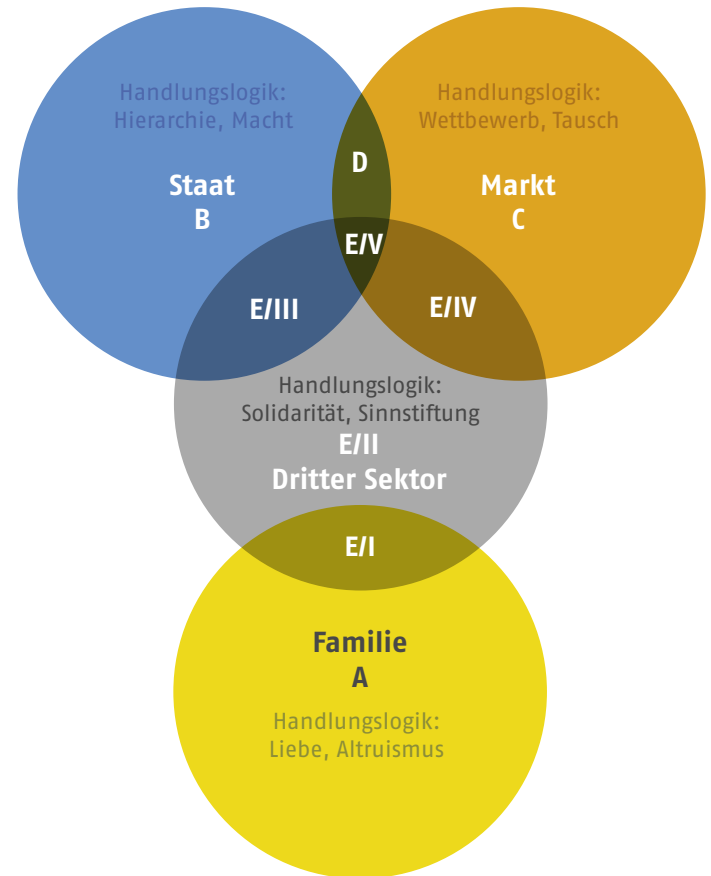 Handlungslogik:
Hierarchie, Macht
Staat
B
Handlungslogik:
Wettbewerb, Tausch
Markt
C
D
E/V
E/III
E/IV
Handlungslogik:
Solidarität, Sinnstiftung
E/II
Dritter Sektor
E/I
Familie
A
Handlungslogik:
Liebe, Altruismus